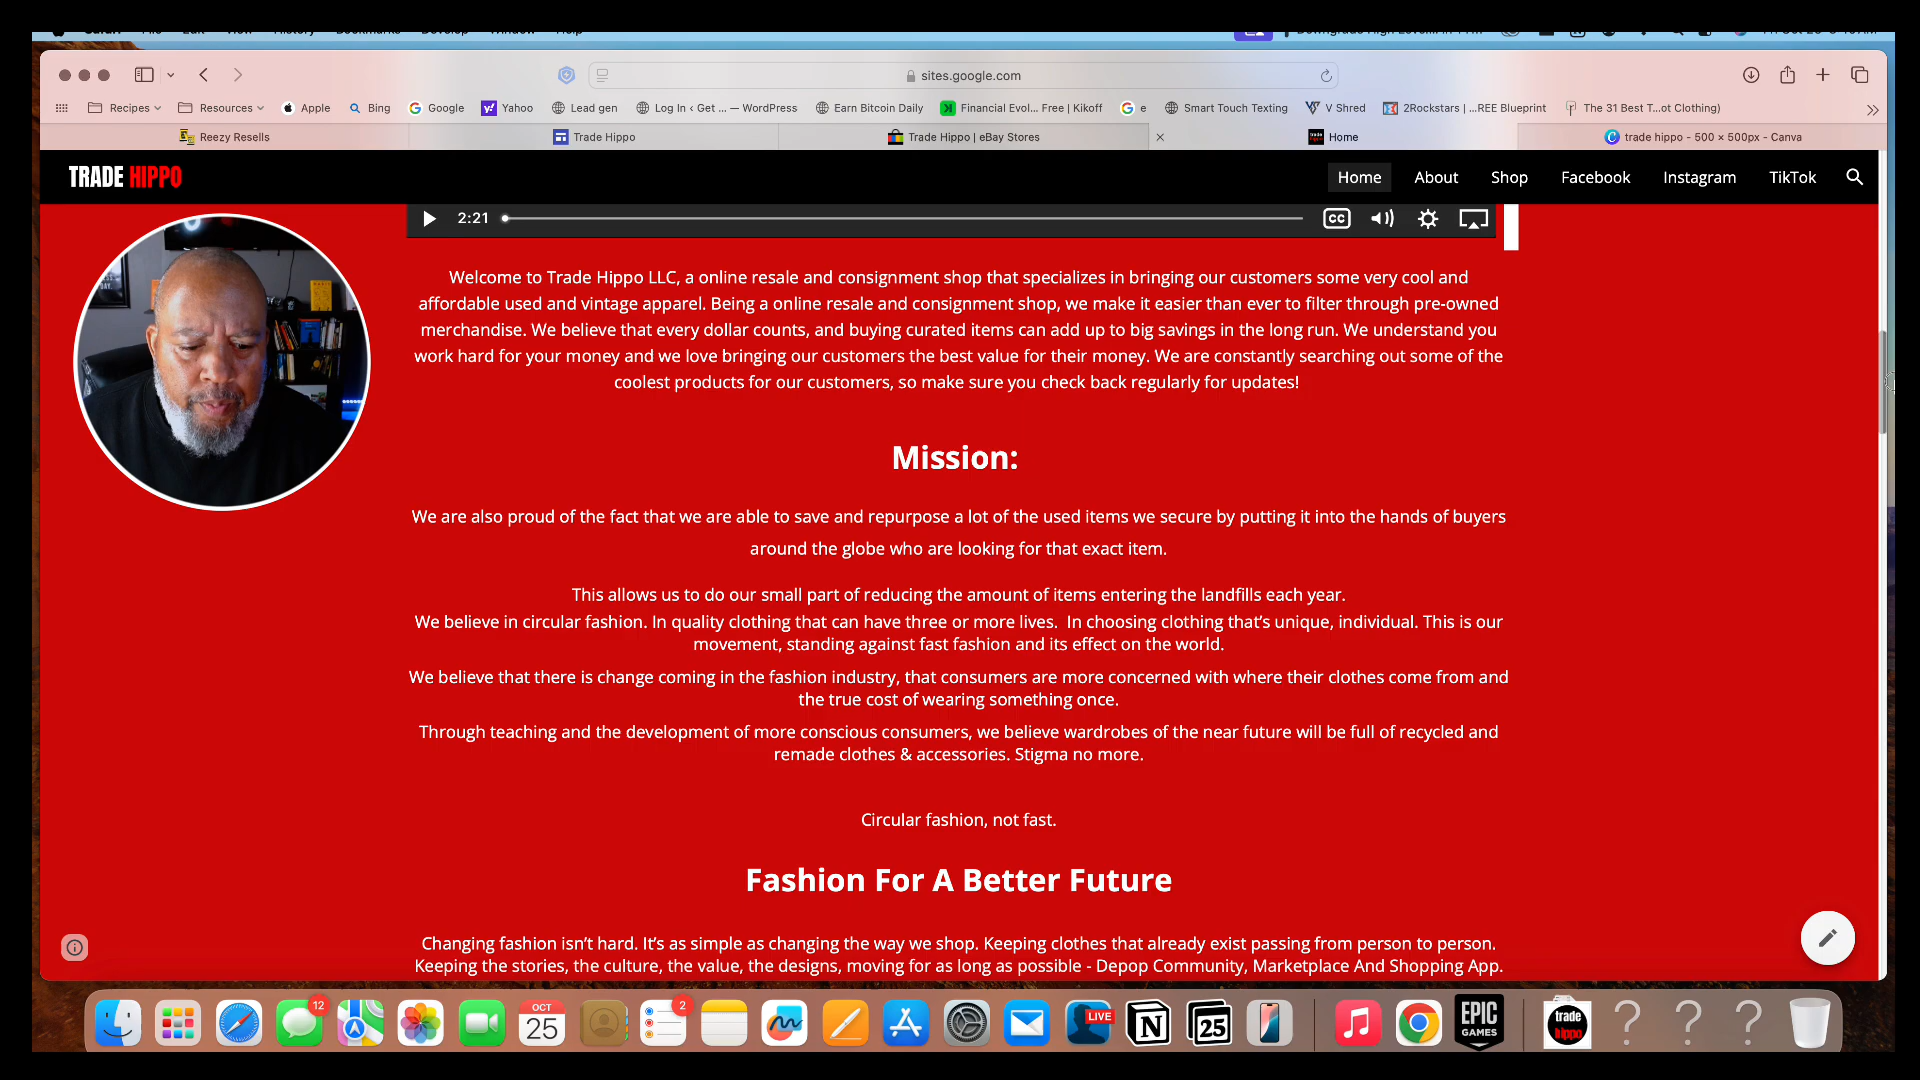 sites.google.com
Recipes Resources Apple Bing Google Yahoo Lead gen Log In ‹ Get ... — WordPress Earn Bitcoin Daily Financial Evol... Free | Kikoff e Smart Touch Texting V Shred 2Rockstars | ...REE Blueprint The 31 Best T...ot Clothing)
Reezy Resells Trade Hippo Trade Hippo | eBay Stores Home trade hippo - 500 × 500px - Canva
TRADE HIPPO Home About Shop Facebook Instagram TikTok
2:21 CC
Welcome to Trade Hippo LLC, a online resale and consignment shop that specializes in bringing our customers some very cool and
affordable used and vintage apparel. Being a online resale and consignment shop, we make it easier than ever to filter through pre-owned
merchandise. We believe that every dollar counts, and buying curated items can add up to big savings in the long run. We understand you
work hard for your money and we love bringing our customers the best value for their money. We are constantly searching out some of the
coolest products for our customers, so make sure you check back regularly for updates!
Mission:
We are also proud of the fact that we are able to save and repurpose a lot of the used items we secure by putting it into the hands of buyers
around the globe who are looking for that exact item.
This allows us to do our small part of reducing the amount of items entering the landfills each year.
We believe in circular fashion. In quality clothing that can have three or more lives.  In choosing clothing that's unique, individual. This is our
movement, standing against fast fashion and its effect on the world.
We believe that there is change coming in the fashion industry, that consumers are more concerned with where their clothes come from and
the true cost of wearing something once.
Through teaching and the development of more conscious consumers, we believe wardrobes of the near future will be full of recycled and
remade clothes & accessories. Stigma no more.
Circular fashion, not fast.
Fashion For A Better Future
Changing fashion isn't hard. It's as simple as changing the way we shop. Keeping clothes that already exist passing from person to person.
Keeping the stories, the culture, the value, the designs, moving for as long as possible - Depop Community, Marketplace And Shopping App.
12 OCT 25 2 LIVE 25 EPIC GAMES trade hippo